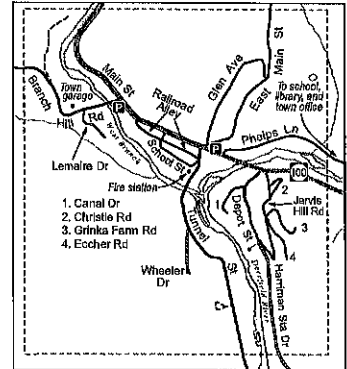 Branch
Hill
Rd
Town
garage
Main St
P
West Branch
Railroad
Alley
School St
Glen Ave
East
Main St
To school,
library, and
town office
Phelps Ln
P
100
Lemaire Dr
Fire station
1. Canal Dr
2. Christie Rd
3. Grinka Farm Rd
4. Eccher Rd
1
2
Jarvis
Hill Rd
3
4
Depot St
Tunnel
St
Wheeler
Dr
Deerfield River
Harriman Sta Dr